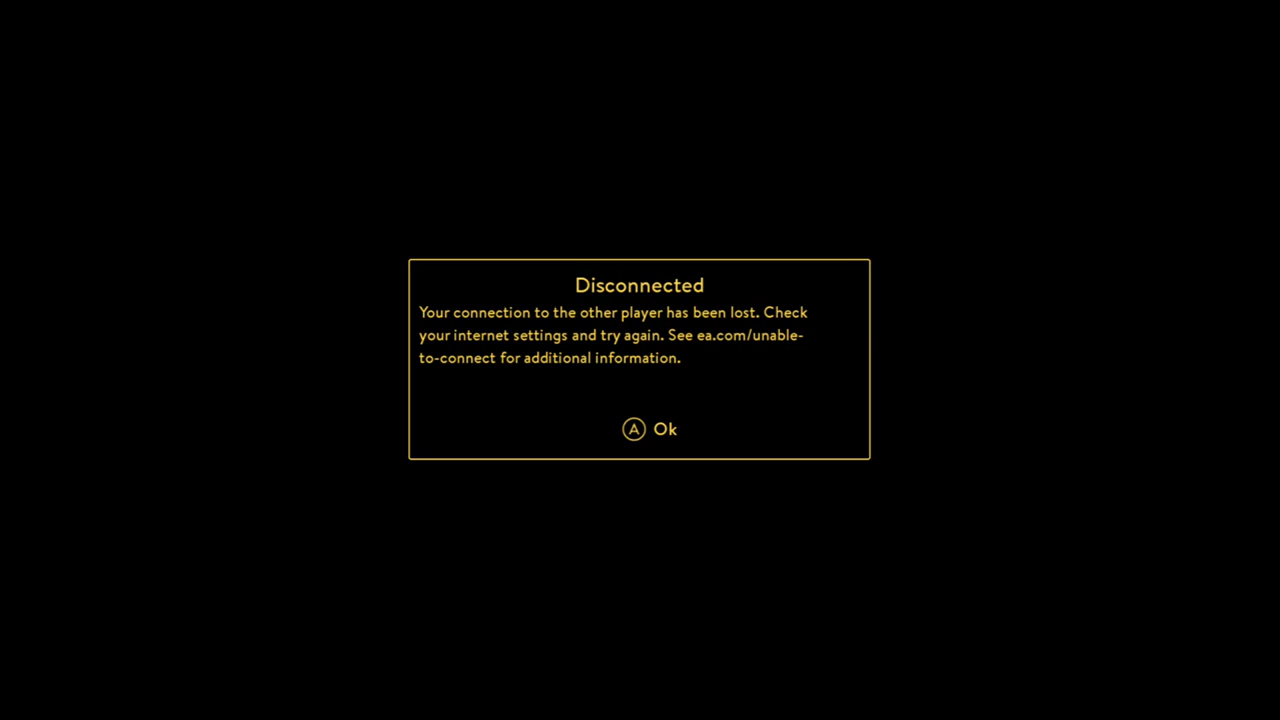 Disconnected
Your connection to the other player has been lost. Check
your internet settings and try again. See ea.com/unable-
to-connect for additional information.
A Ok